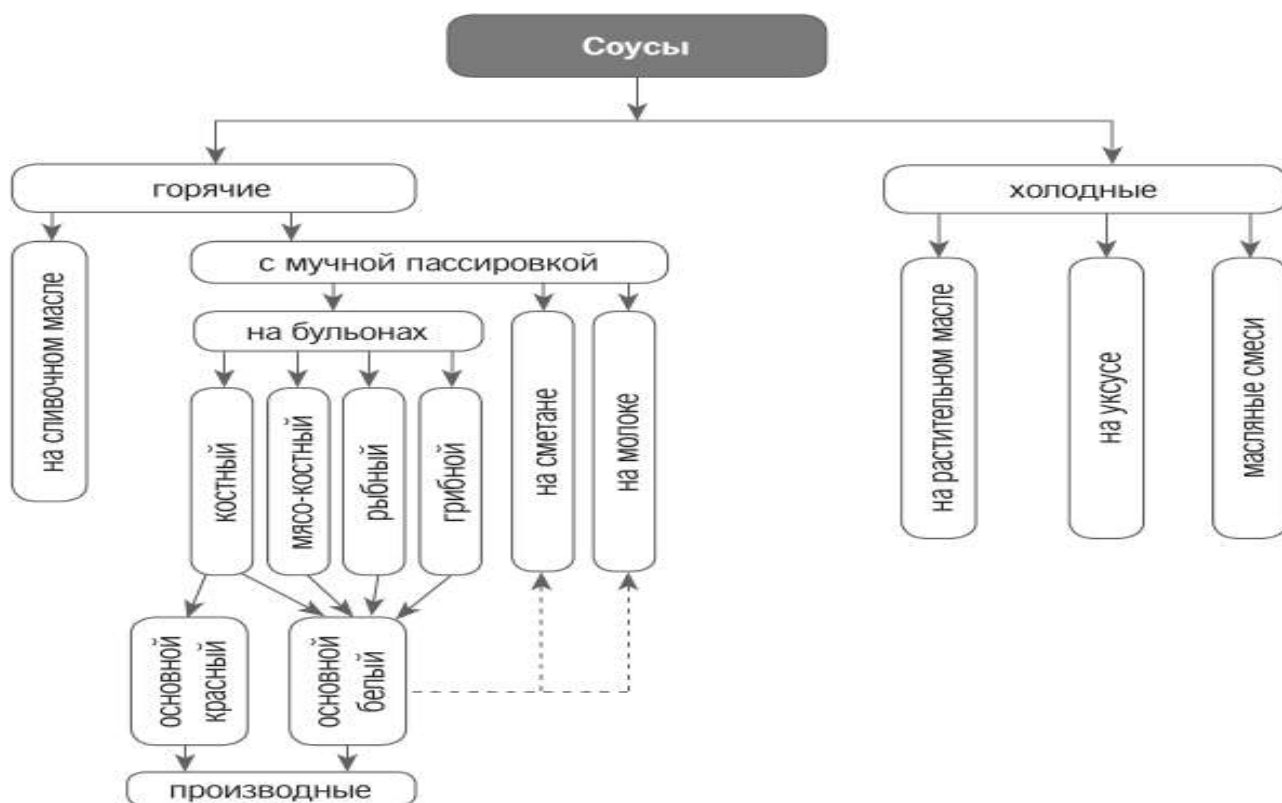 Соусы
горячие
холодные
на сливочном масле
с мучной пассировкой
на бульонах
костный
мясо-костный
рыбный
грибной
на сметане
на молоке
на растительном масле
на уксусе
масляные смеси
основной
красный
основной
белый
производные